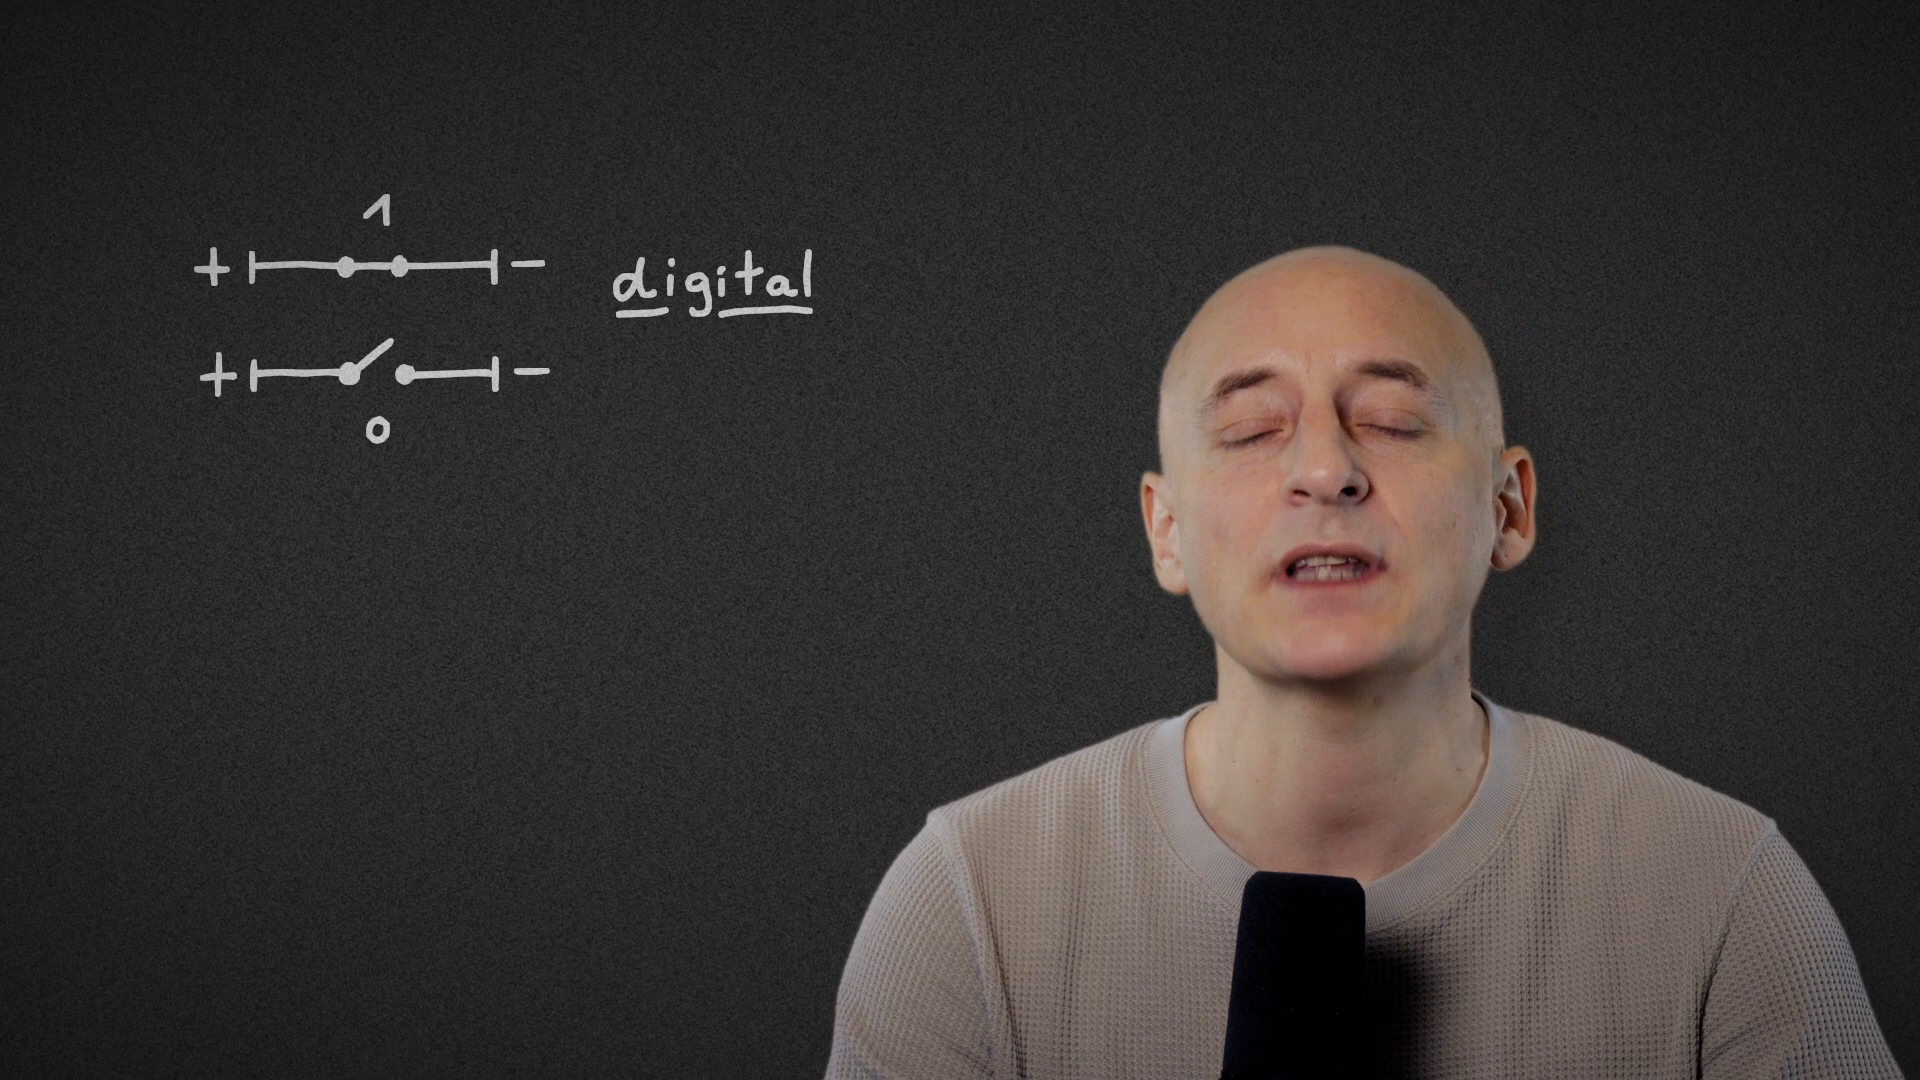 1
+ − digital
+ −
0